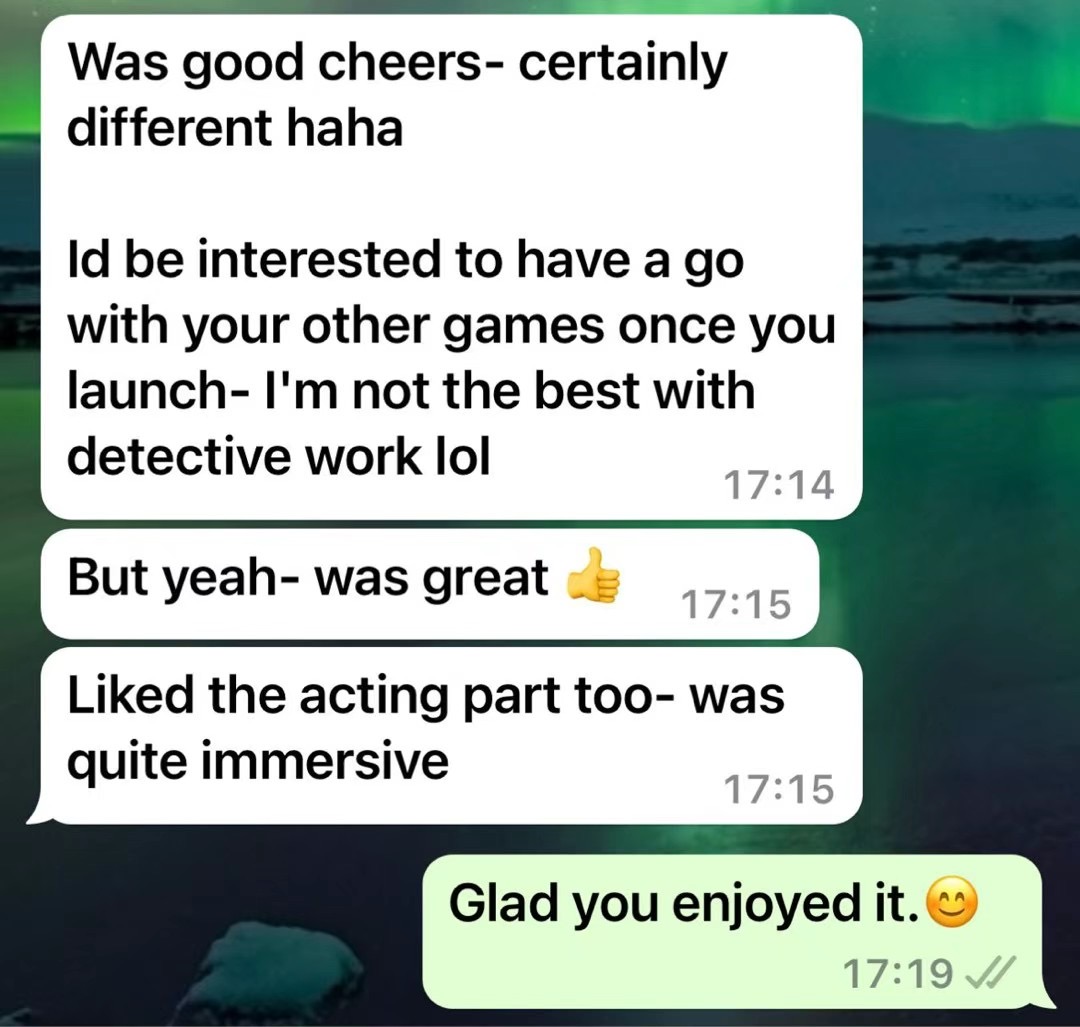 Was good cheers- certainly
different haha
Id be interested to have a go
with your other games once you
launch- I'm not the best with
detective work lol
17:14
But yeah- was great 👍
17:15
Liked the acting part too- was
quite immersive
17:15
Glad you enjoyed it.😊
17:19